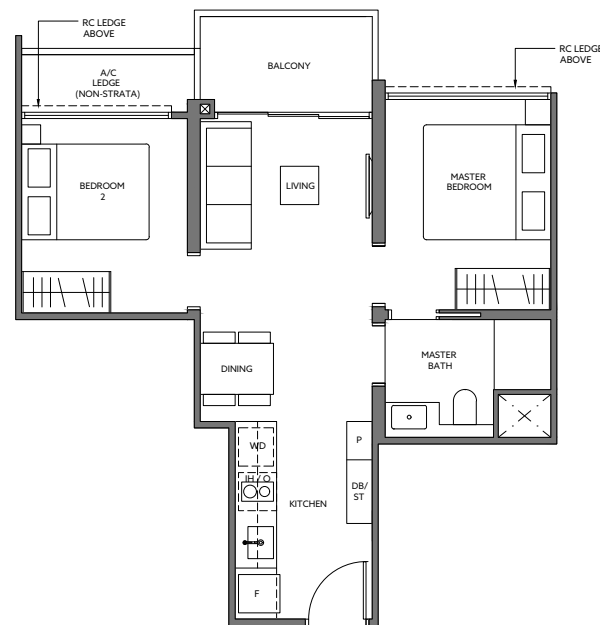 RC LEDGE
ABOVE
A/C
LEDGE
(NON-STRATA)
BALCONY
RC LEDGE
ABOVE
BEDROOM
2
LIVING
MASTER
BEDROOM
DINING
MASTER
BATH
WD
P
IH / O
DB/
ST
KITCHEN
F